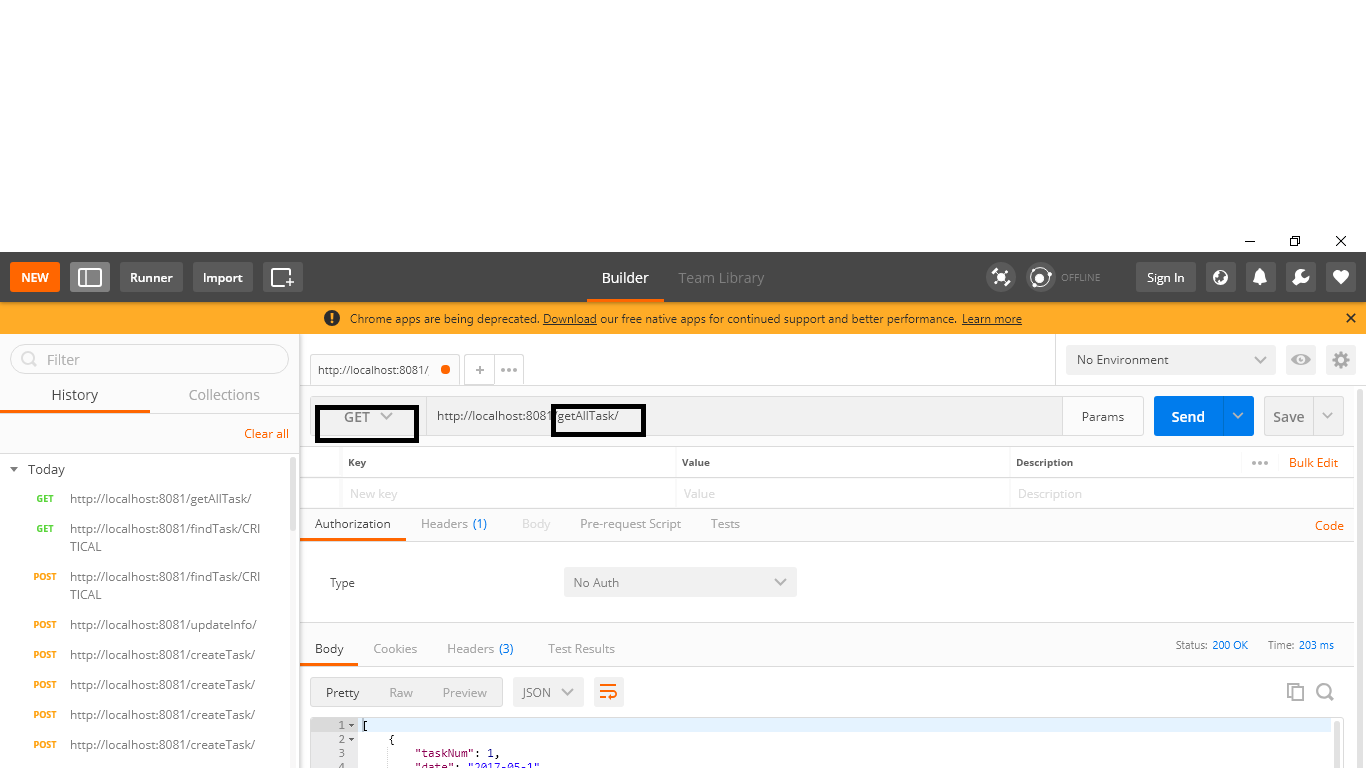 NEW Runner Import Builder Team Library OFFLINE Sign In
! Chrome apps are being deprecated. Download our free native apps for continued support and better performance. Learn more
Filter
History Collections
Clear all
Today
GET http://localhost:8081/getAllTask/
GET http://localhost:8081/findTask/CRI
TICAL
POST http://localhost:8081/findTask/CRI
TICAL
POST http://localhost:8081/updateInfo/
POST http://localhost:8081/createTask/
POST http://localhost:8081/createTask/
POST http://localhost:8081/createTask/
POST http://localhost:8081/createTask/
http://localhost:8081/ + ••• No Environment
GET http://localhost:8081/getAllTask/ Params Send Save
Key Value Description ••• Bulk Edit
New key Value Description
Authorization Headers (1) Body Pre-request Script Tests Code
Type No Auth
Body Cookies Headers (3) Test Results Status: 200 OK Time: 203 ms
Pretty Raw Preview JSON
1 [
2 {
3 "taskNum": 1,
4 "date": "2017-05-1"